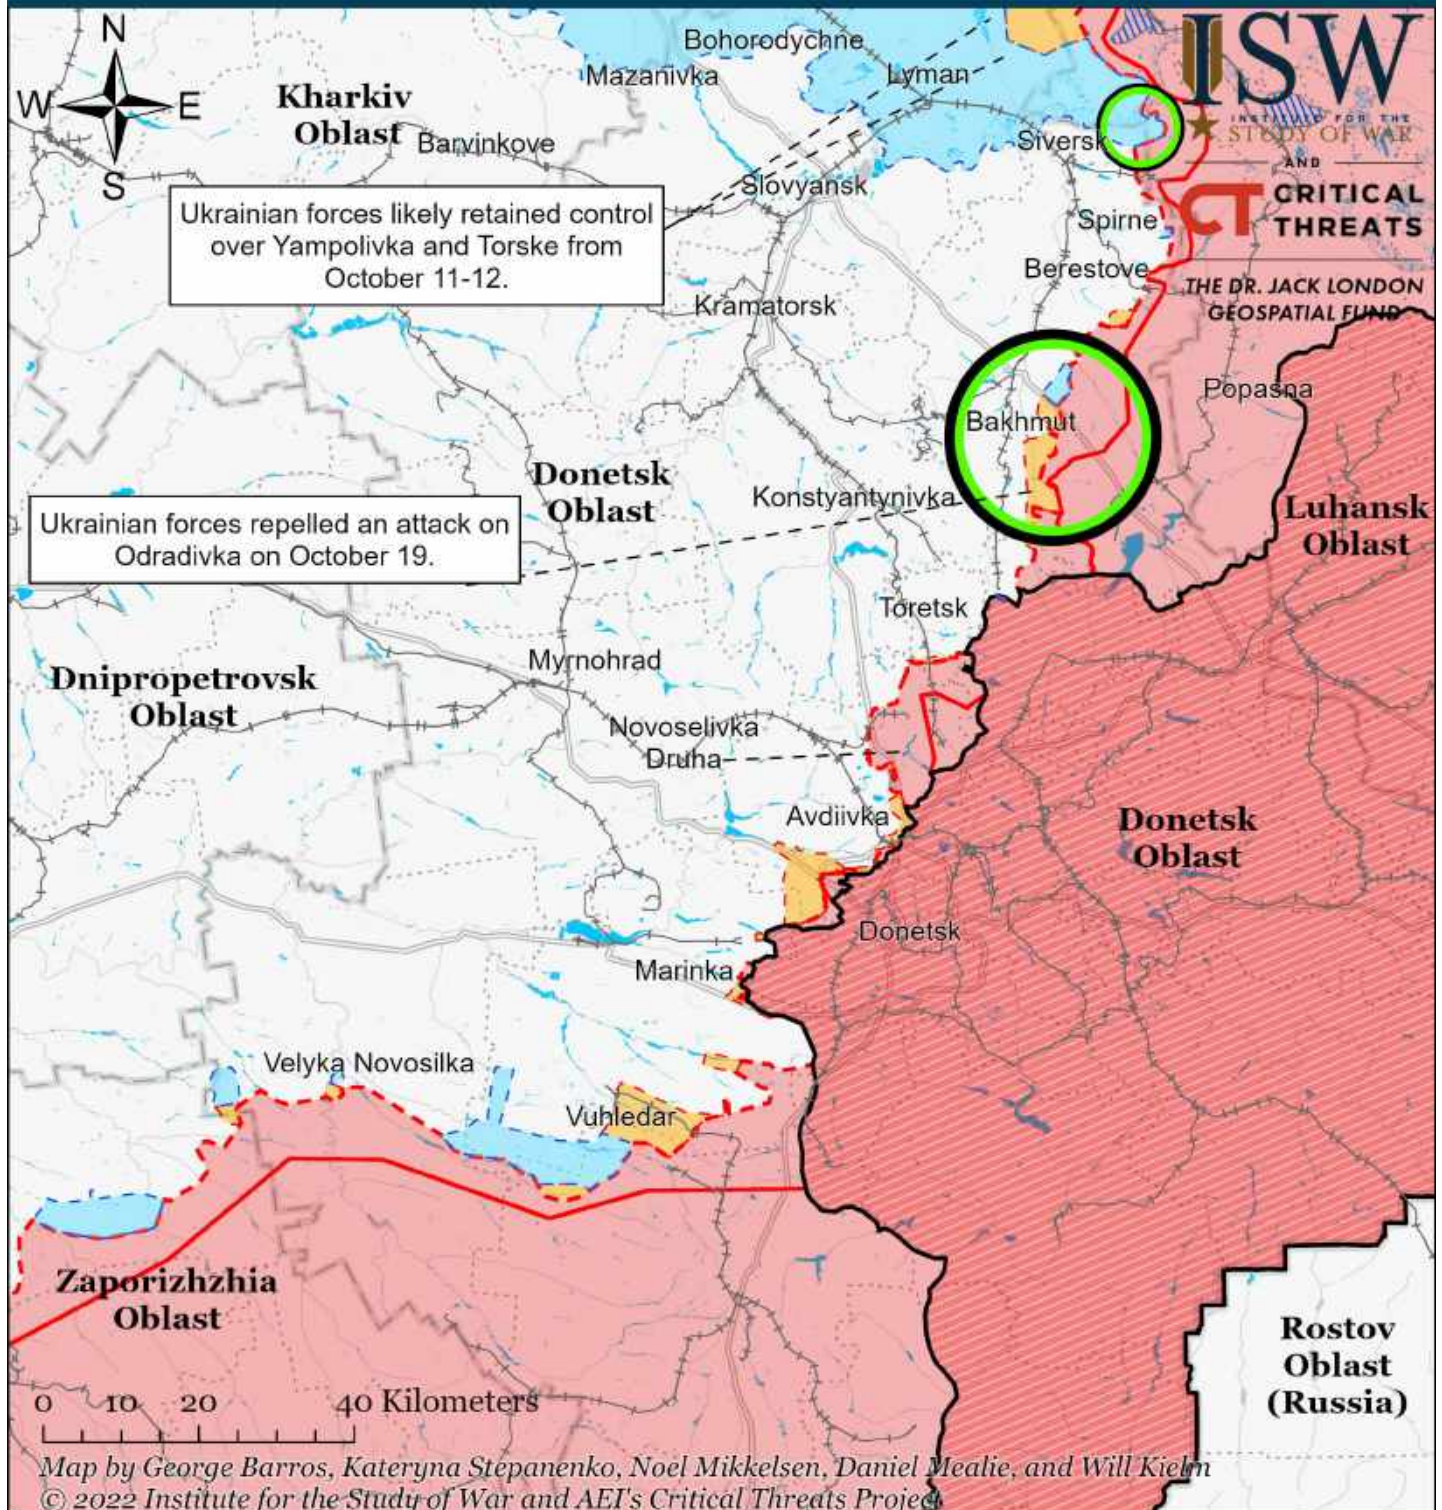 N
W
E
S
Kharkiv
Oblast
Bohorodychne
Mazanivka
Lyman
Barvinkove
Siversk
Slovyansk
ISW
INSTITUTE FOR THE
STUDY OF WAR
AND
CT CRITICAL
THREATS
THE DR. JACK LONDON
GEOSPATIAL FUND
Ukrainian forces likely retained control
over Yampolivka and Torske from
October 11-12.
Spirne
Berestove
Kramatorsk
Popasna
Bakhmut
Donetsk
Oblast
Konstyantynivka
Luhansk
Oblast
Ukrainian forces repelled an attack on
Odradivka on October 19.
Toretsk
Dnipropetrovsk
Oblast
Myrnohrad
Novoselivka
Druha
Avdiivka
Donetsk
Oblast
Donetsk
Marinka
Velyka Novosilka
Vuhledar
Zaporizhzhia
Oblast
Rostov
Oblast
(Russia)
0 10 20 40 Kilometers
Map by George Barros, Kateryna Stepanenko, Noel Mikkelsen, Daniel Mealie, and Will Kielm
© 2022 Institute for the Study of War and AEI's Critical Threats Project